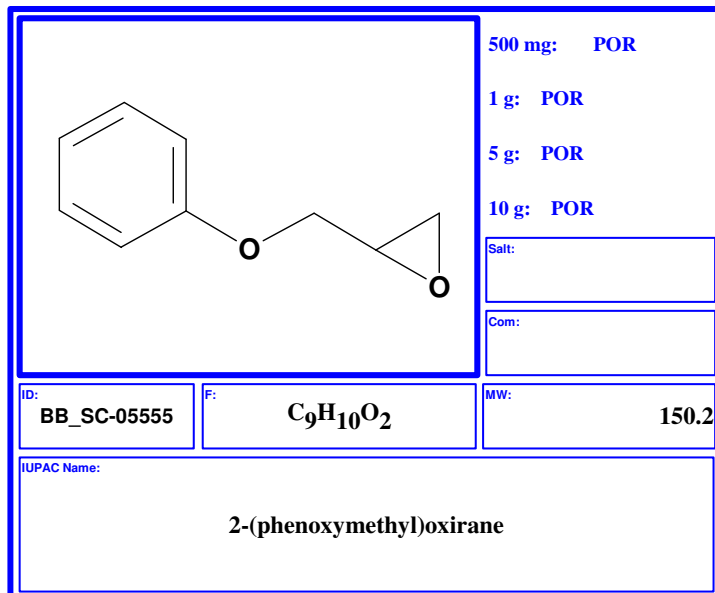 O
O
500 mg: POR
1 g: POR
5 g: POR
10 g: POR
Salt:
Com:
ID:
BB_SC-05555
F:
C9H10O2
MW:
150.2
IUPAC Name:
2-(phenoxymethyl)oxirane